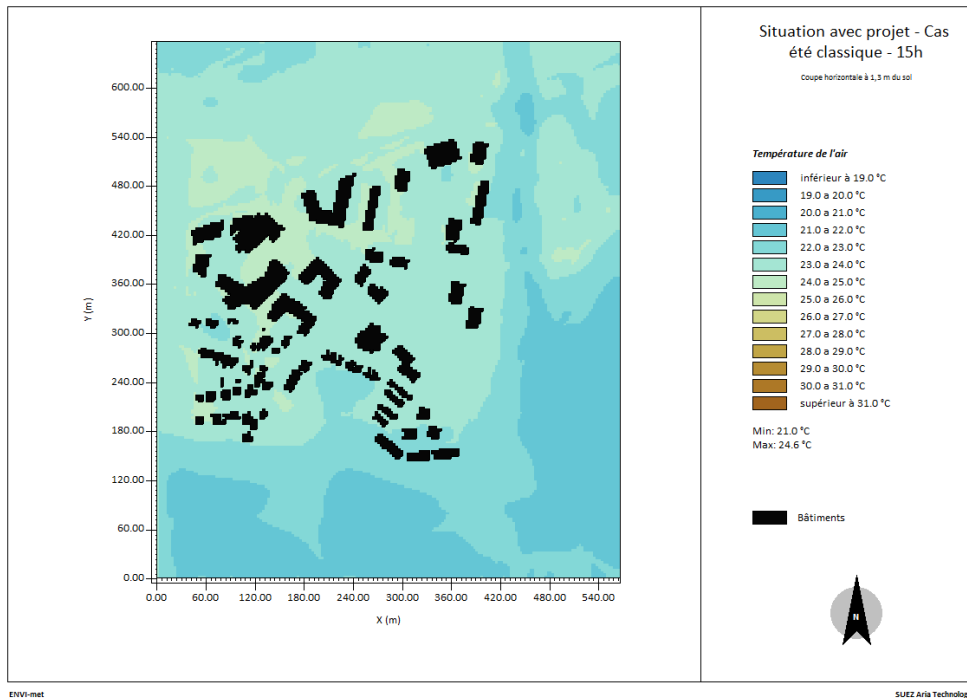 Situation avec projet - Cas
été classique - 15h
Coupe horizontale à 1,3 m du sol
Température de l'air
inférieur à 19.0 °C
19.0 a 20.0 °C
20.0 a 21.0 °C
21.0 a 22.0 °C
22.0 a 23.0 °C
23.0 a 24.0 °C
24.0 a 25.0 °C
25.0 a 26.0 °C
26.0 a 27.0 °C
27.0 a 28.0 °C
28.0 a 29.0 °C
29.0 a 30.0 °C
30.0 a 31.0 °C
supérieur à 31.0 °C
Min: 21.0 °C
Max: 24.6 °C
Bâtiments
N
600.00
540.00
480.00
420.00
360.00
300.00
240.00
180.00
120.00
60.00
0.00
Y (m)
0.00 60.00 120.00 180.00 240.00 300.00 360.00 420.00 480.00 540.00
X (m)
ENVI-met
SUEZ Aria Technolog